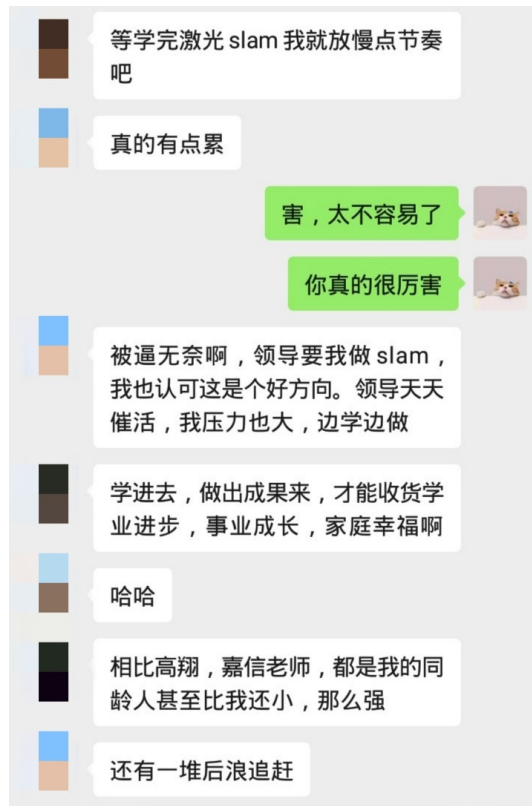 等学完激光 slam 我就放慢点节奏
吧
真的有点累
害，太不容易了
你真的很厉害
被逼无奈啊，领导要我做 slam，
我也认可这是个好方向。领导天天
催活，我压力也大，边学边做
学进去，做出成果来，才能收货学
业进步，事业成长，家庭幸福啊
哈哈
相比高翔，嘉信老师，都是我的同
龄人甚至比我还小，那么强
还有一堆后浪追赶